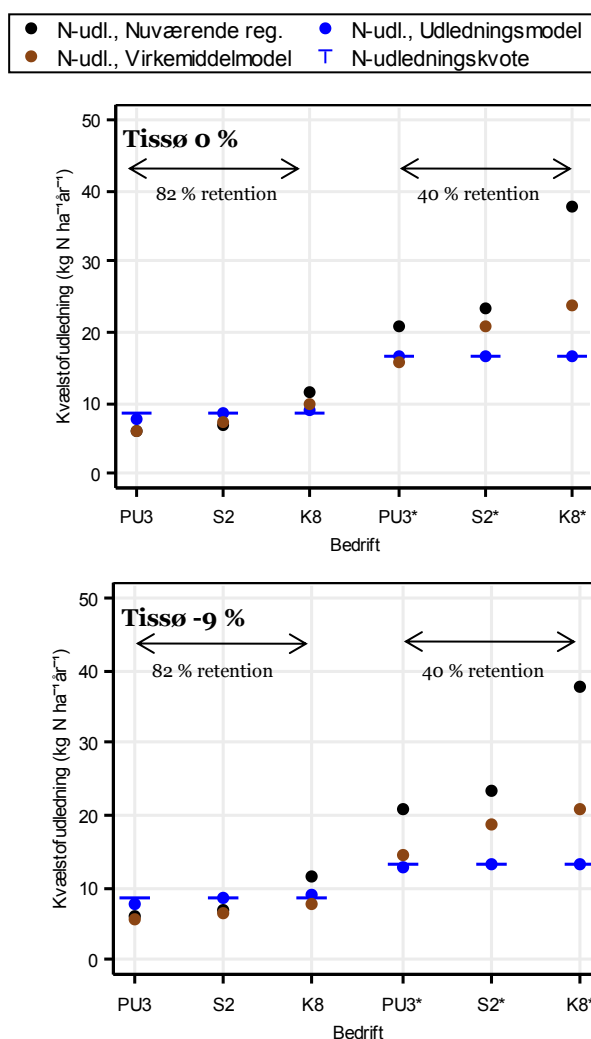 N-udl., Nuværende reg.
N-udl., Udledningsmodel
N-udl., Virkemiddelmodel
N-udledningskvote
Tissø 0 %
82 % retention
40 % retention
Kvælstofudledning (kg N ha⁻¹år⁻¹)
50
40
30
20
10
0
PU3 S2 K8 PU3* S2* K8*
Bedrift
Tissø -9 %
82 % retention
40 % retention
Kvælstofudledning (kg N ha⁻¹år⁻¹)
50
40
30
20
10
0
PU3 S2 K8 PU3* S2* K8*
Bedrift